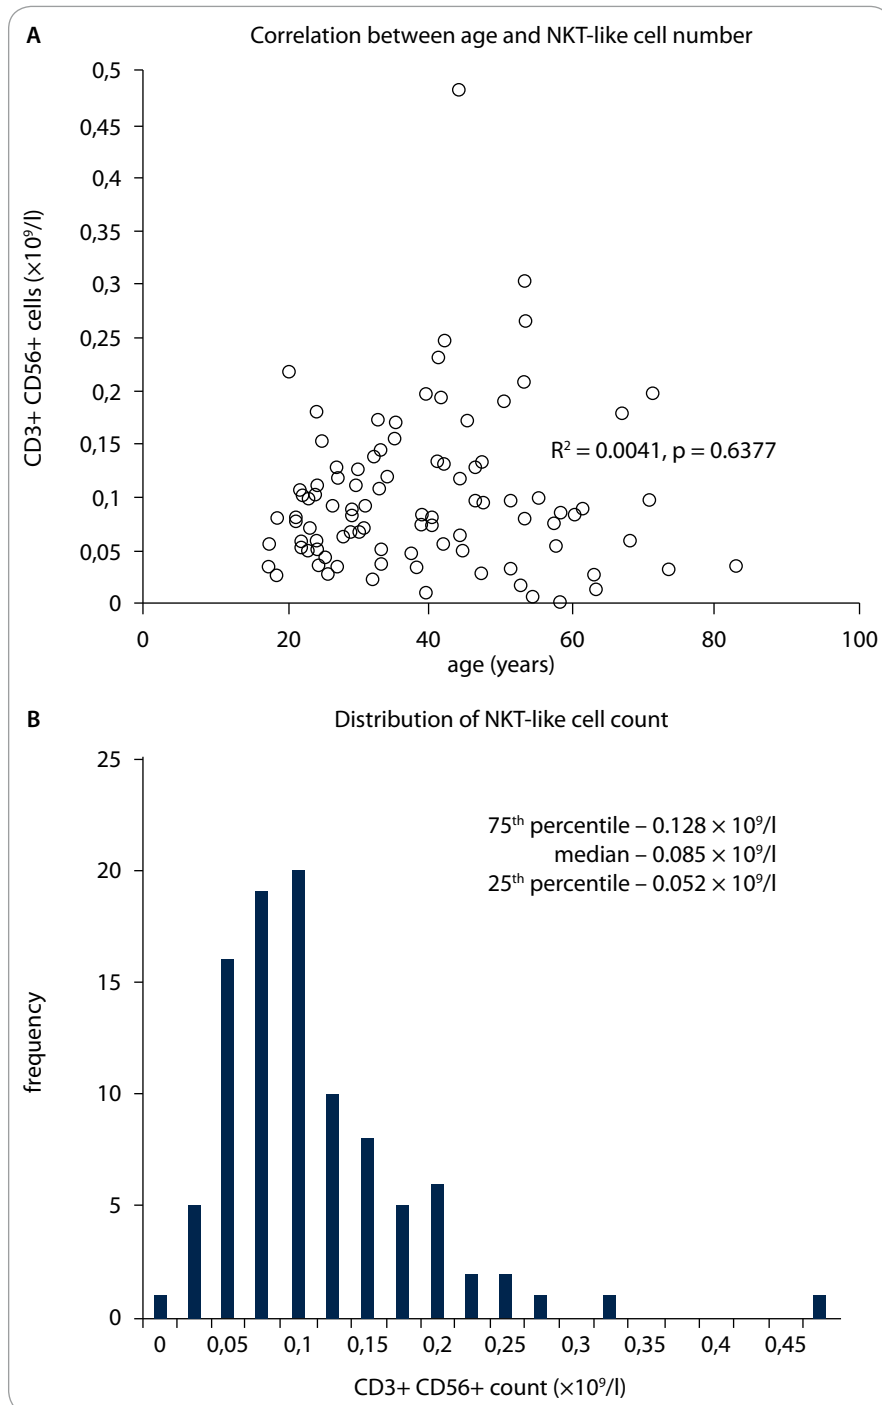 A
Correlation between age and NKT-like cell number
CD3+ CD56+ cells (×10⁹/l)
0,5
0,45
0,4
0,35
0,3
0,25
0,2
0,15
0,1
0,05
0
R² = 0.0041, p = 0.6377
0 20 40 60 80 100
age (years)
B
Distribution of NKT-like cell count
frequency
25
20
15
10
5
0
75th percentile – 0.128 × 10⁹/l
median – 0.085 × 10⁹/l
25th percentile – 0.052 × 10⁹/l
0 0,05 0,1 0,15 0,2 0,25 0,3 0,35 0,4 0,45
CD3+ CD56+ count (×10⁹/l)